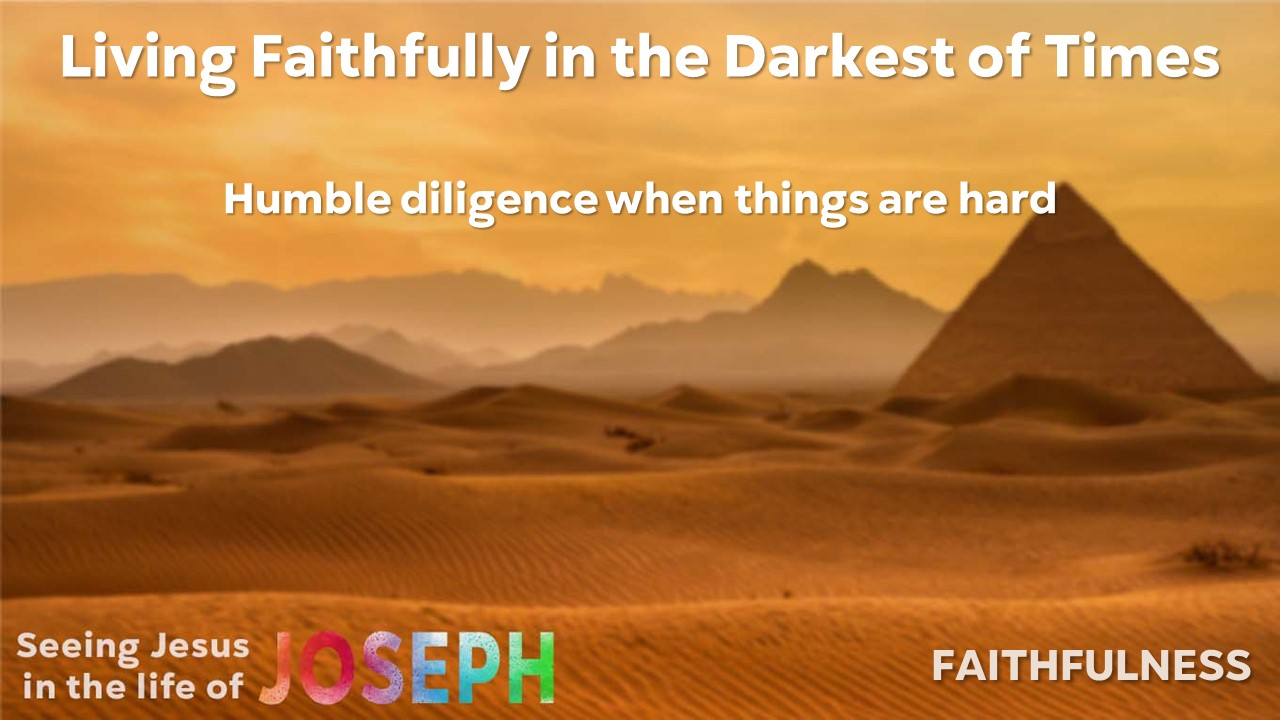 Living Faithfully in the Darkest of Times
Humble diligence when things are hard
Seeing Jesus
in the life of JOSEPH
FAITHFULNESS